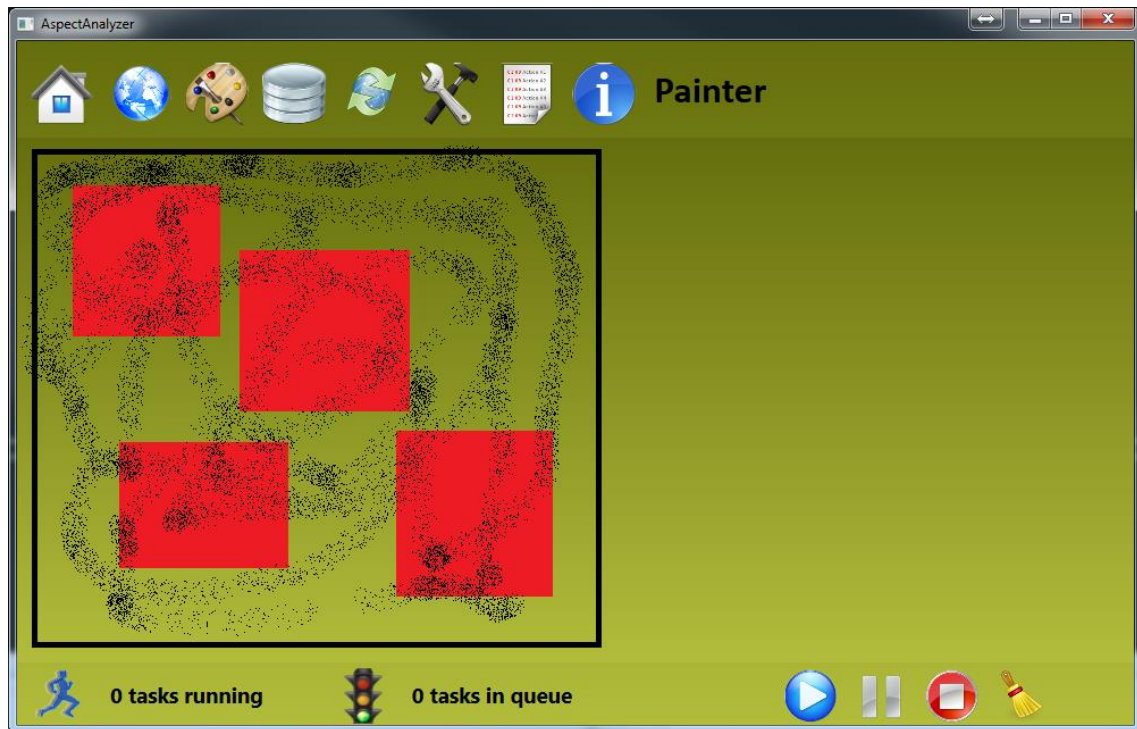 AspectAnalyzer
Painter
0 tasks running
0 tasks in queue